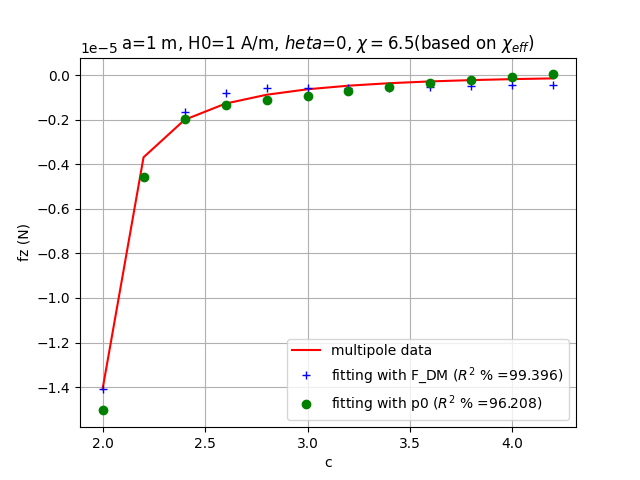 1e−5
a=1 m, H0=1 A/m, heta=0, χ = 6.5(based on χeff)
0.0
−0.2
−0.4
−0.6
−0.8
−1.0
−1.2
−1.4
fz (N)
multipole data
fitting with F_DM (R² % =99.396)
fitting with p0 (R² % =96.208)
2.0 2.5 3.0 3.5 4.0
c